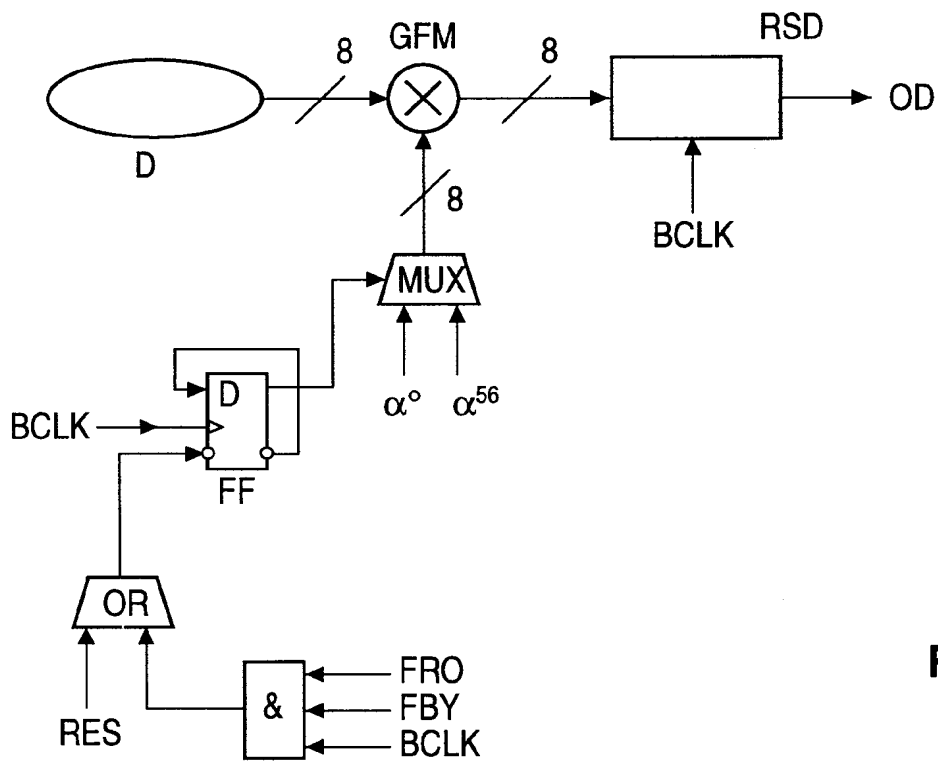 RSD
GFM
8
8
OD
D
8
BCLK
MUX
α° α⁵⁶
D
BCLK
FF
OR
FRO
FBY
&
RES
BCLK